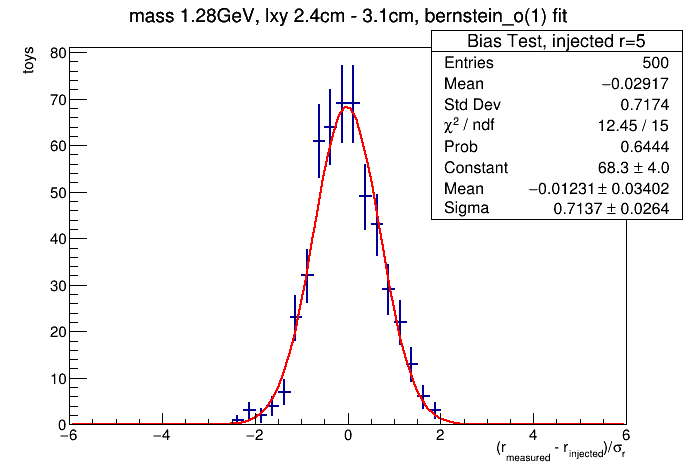 mass 1.28GeV, lxy 2.4cm - 3.1cm, bernstein_o(1) fit
toys
Bias Test, injected r=5
Entries 500
Mean −0.02917
Std Dev 0.7174
χ² / ndf 12.45 / 15
Prob 0.6444
Constant 68.3 ± 4.0
Mean −0.01231 ± 0.03402
Sigma 0.7137 ± 0.0264
80
70
60
50
40
30
20
10
0
−6 −4 −2 0 2 4 6
(r_measured - r_injected)/σ_r